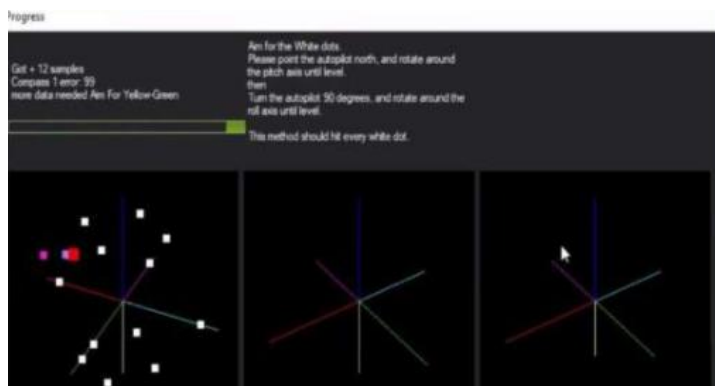 Progress
Got + 12 samples
Compass 1 error: 99
more data needed Aim For Yellow-Green
Aim for the White dots.
Please point the autopilot north, and rotate around
the pitch axis until level.
then
Turn the autopilot 90 degrees, and rotate around the
roll axis until level.
This method should hit every white dot.